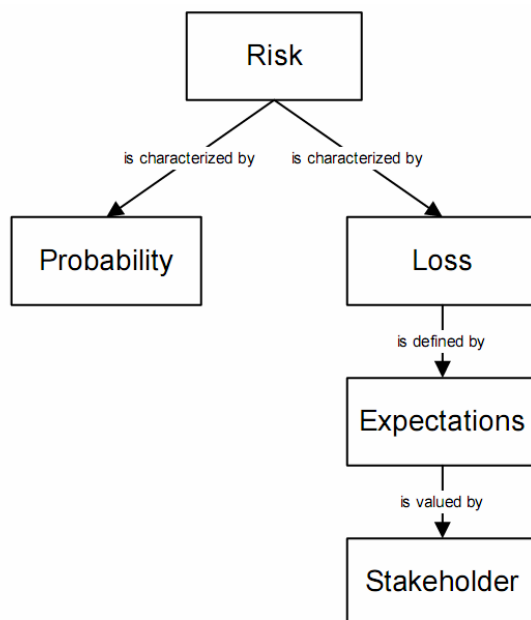 Risk
is characterized by
is characterized by
Probability
Loss
is defined by
Expectations
is valued by
Stakeholder